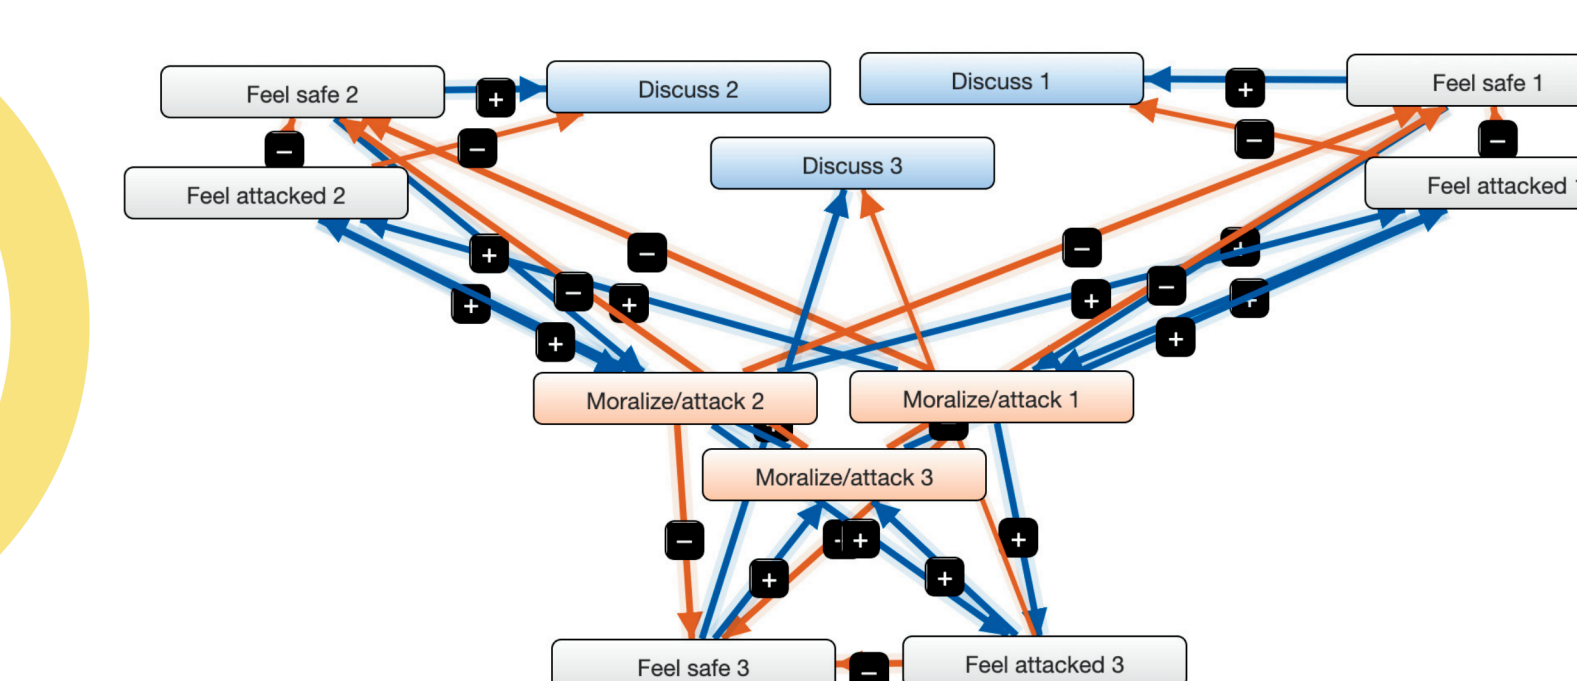 Feel safe 2
Discuss 2
Discuss 1
Feel safe 1
Discuss 3
Feel attacked 2
Feel attacked
Moralize/attack 2
Moralize/attack 1
Moralize/attack 3
Feel safe 3
Feel attacked 3